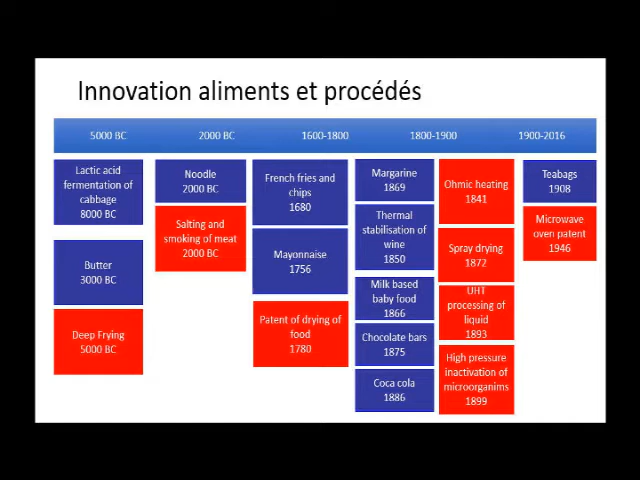 Innovation aliments et procédés
5000 BC
2000 BC
1600-1800
1800-1900
1900-2016
Lactic acid
fermentation of
cabbage
8000 BC
Butter
3000 BC
Deep Frying
5000 BC
Noodle
2000 BC
Salting and
smoking of meat
2000 BC
French fries and
chips
1680
Mayonnaise
1756
Patent of drying of
food
1780
Margarine
1869
Thermal
stabilisation of
wine
1850
Milk based
baby food
1866
Chocolate bars
1875
Coca cola
1886
Ohmic heating
1841
Spray drying
1872
UHT
processing of
liquid
1893
High pressure
inactivation of
microorganims
1899
Teabags
1908
Microwave
oven patent
1946